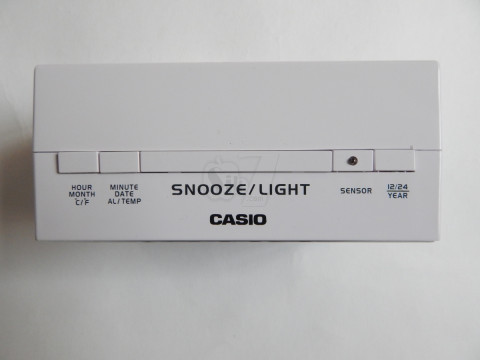 HOUR
MONTH
°C/°F
MINUTE
DATE
AL/TEMP
SNOOZE/LIGHT
SENSOR
12/24
YEAR
CASIO